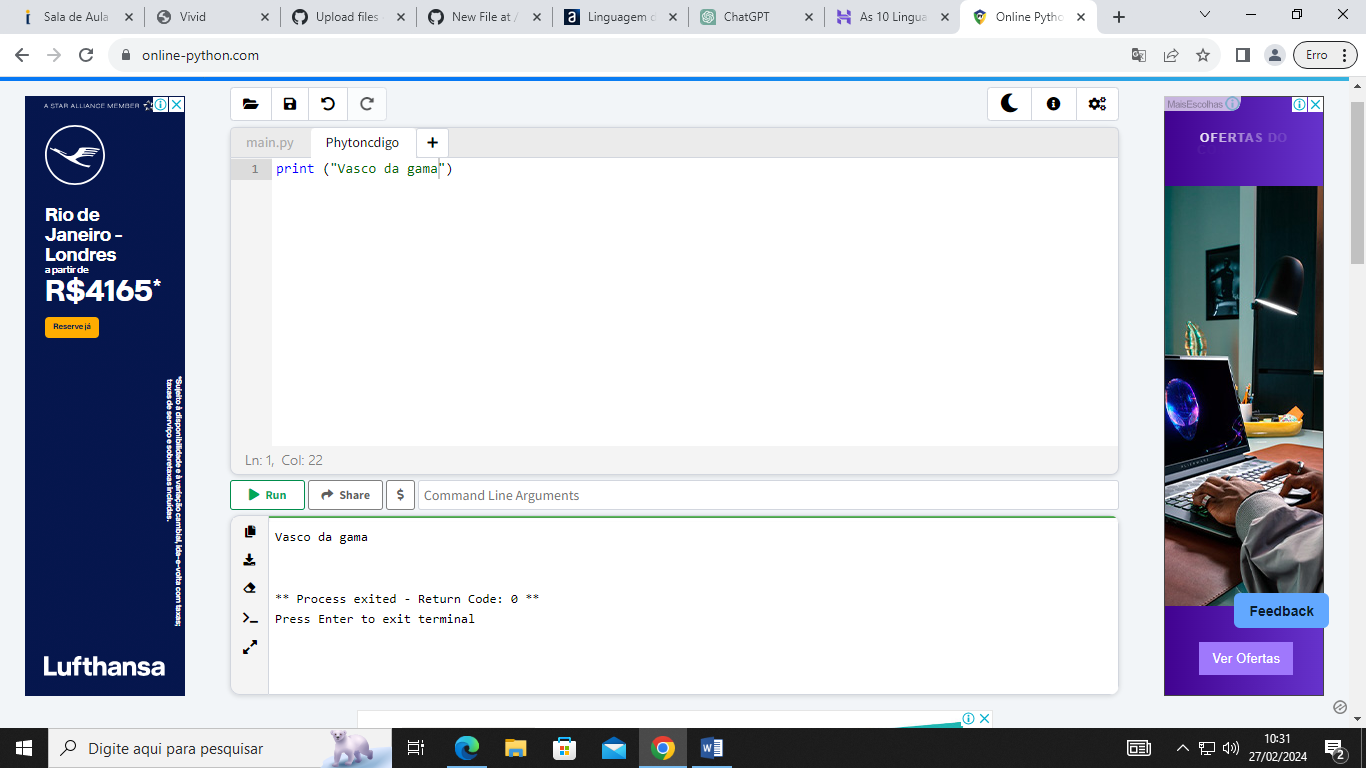 Sala de Aula
Vivid
Upload files
New File at /
Linguagem d
ChatGPT
As 10 Lingua
Online Pytho
online-python.com
Erro
A STAR ALLIANCE MEMBER
Rio de
Janeiro –
Londres
a partir de
R$4165*
Reserve já
*Sujeito à disponibilidade e à variação cambial, ida-e-volta com taxas;
taxas de serviço e sobretaxas incluídas.
Lufthansa
main.py
Phytoncdigo
+
1
print ("Vasco da gama")
Ln: 1, Col: 22
Run
Share
$
Command Line Arguments
Vasco da gama
** Process exited - Return Code: 0 **
Press Enter to exit terminal
MaisEscolhas
OFERTAS DO
Feedback
Ver Ofertas
Digite aqui para pesquisar
10:31
27/02/2024
2